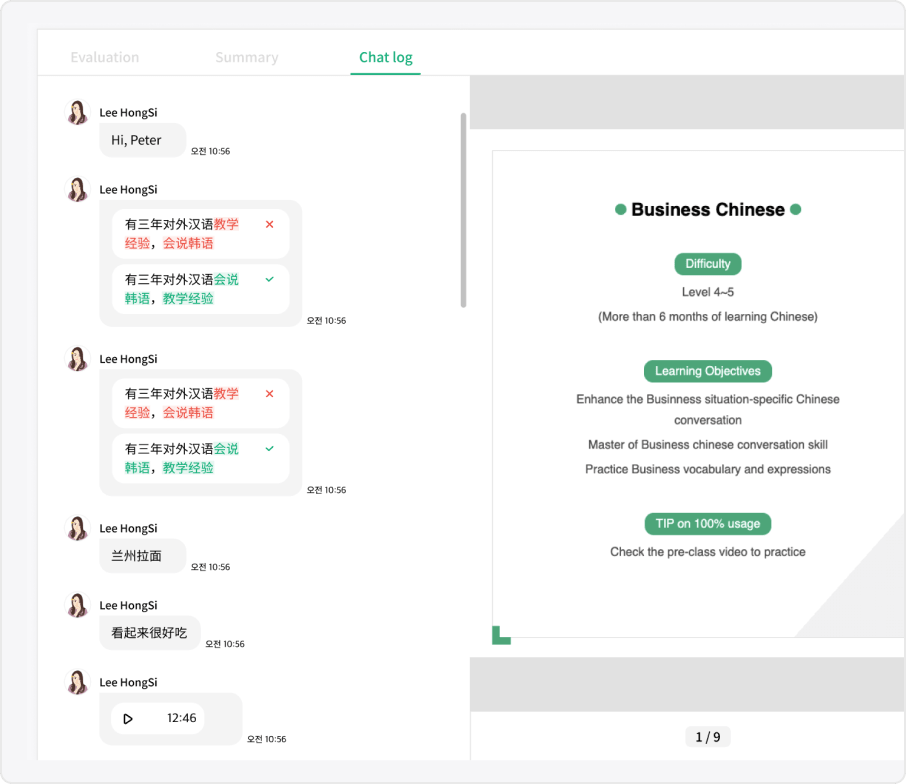 Evaluation
Summary
Chat log
Lee HongSi
Hi, Peter
오전 10:56
Lee HongSi
有三年对外汉语教学
经验，会说韩语
有三年对外汉语会说
韩语，教学经验
오전 10:56
Lee HongSi
有三年对外汉语教学
经验，会说韩语
有三年对外汉语会说
韩语，教学经验
오전 10:56
Lee HongSi
兰州拉面
오전 10:56
Lee HongSi
看起来很好吃
오전 10:56
Lee HongSi
12:46
오전 10:56
Business Chinese
Difficulty
Level 4~5
(More than 6 months of learning Chinese)
Learning Objectives
Enhance the Businness situation-specific Chinese
conversation
Master of Business chinese conversation skill
Practice Business vocabulary and expressions
TIP on 100% usage
Check the pre-class video to practice
1 / 9